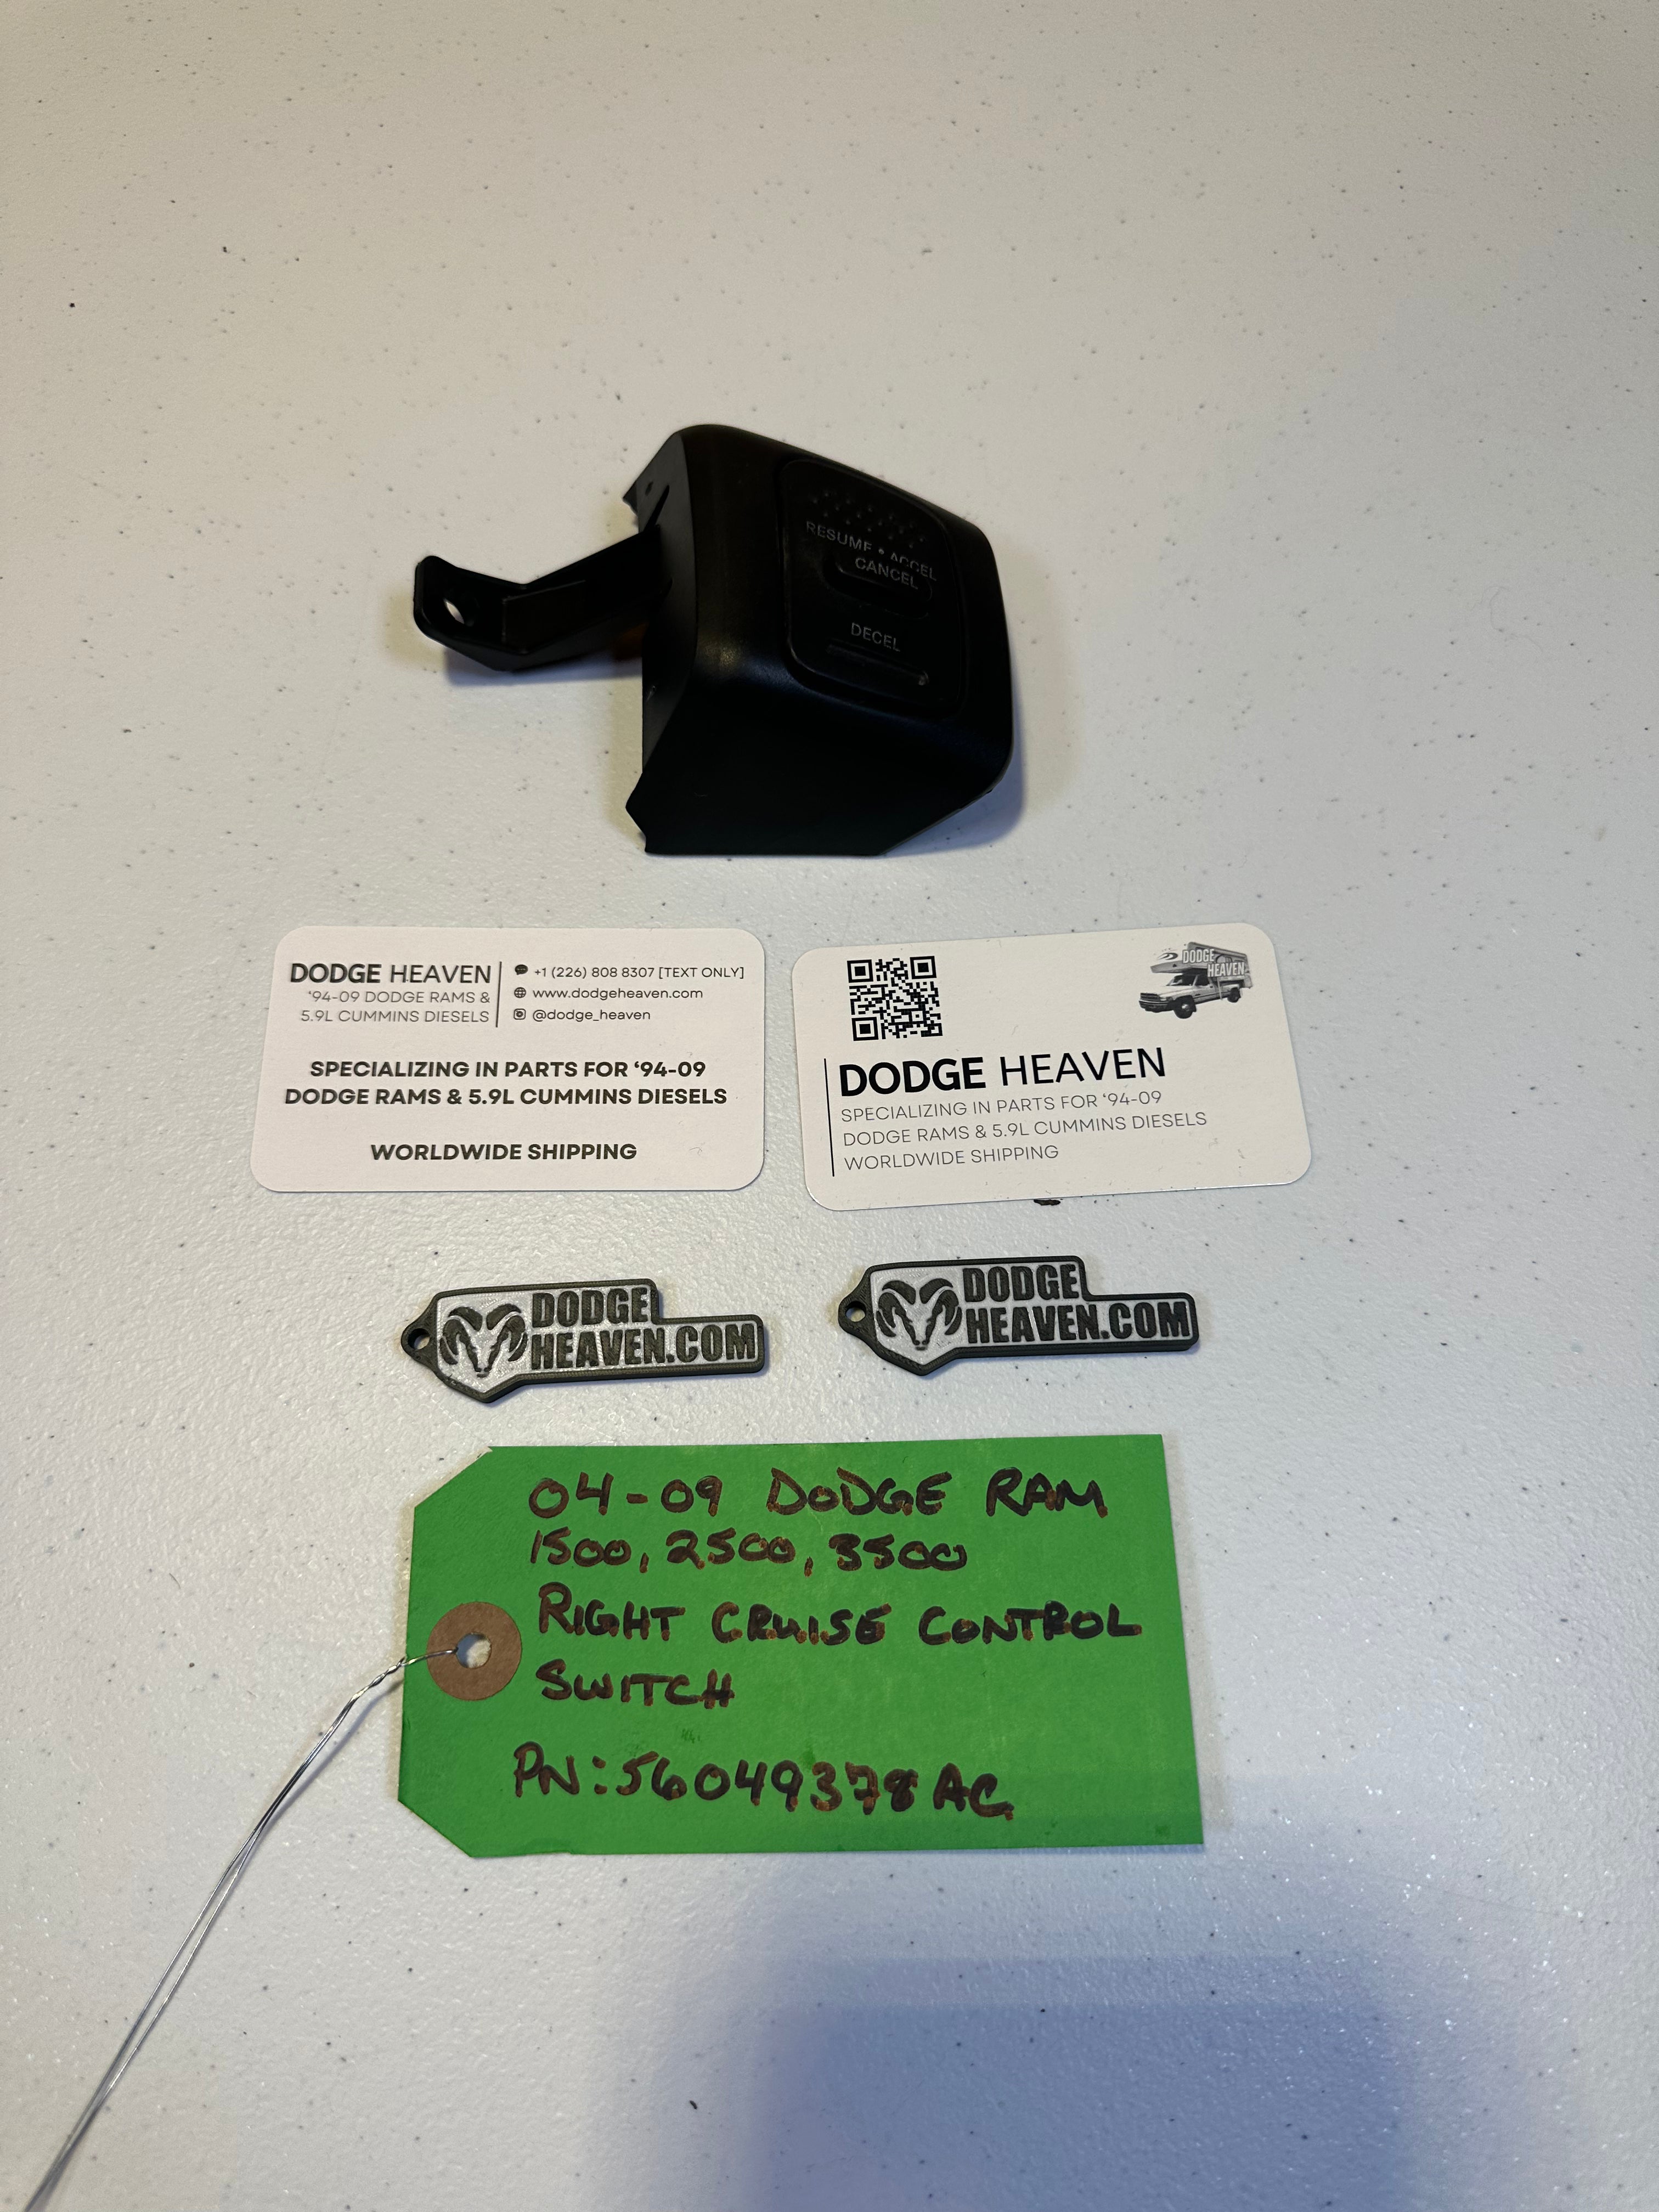 RESUME • ACCEL
CANCEL
DECEL
DODGE HEAVEN
'94-09 DODGE RAMS &
5.9L CUMMINS DIESELS
+1 (226) 808 8307 [TEXT ONLY]
www.dodgeheaven.com
@dodge_heaven
SPECIALIZING IN PARTS FOR '94-09
DODGE RAMS & 5.9L CUMMINS DIESELS
WORLDWIDE SHIPPING
DODGE
HEAVEN
DODGE HEAVEN
SPECIALIZING IN PARTS FOR '94-09
DODGE RAMS & 5.9L CUMMINS DIESELS
WORLDWIDE SHIPPING
DODGE
HEAVEN.COM
DODGE
HEAVEN.COM
04-09 DODGE RAM
1500, 2500, 3500
RIGHT CRUISE CONTROL
SWITCH
PN: 56049378AC